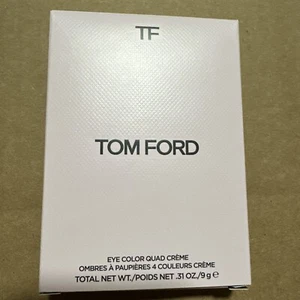 TF
TOM FORD
EYE COLOR QUAD CRÈME
OMBRES À PAUPIÈRES 4 COULEURS CRÈME
TOTAL NET WT./POIDS NET .31 OZ./9 g ℮